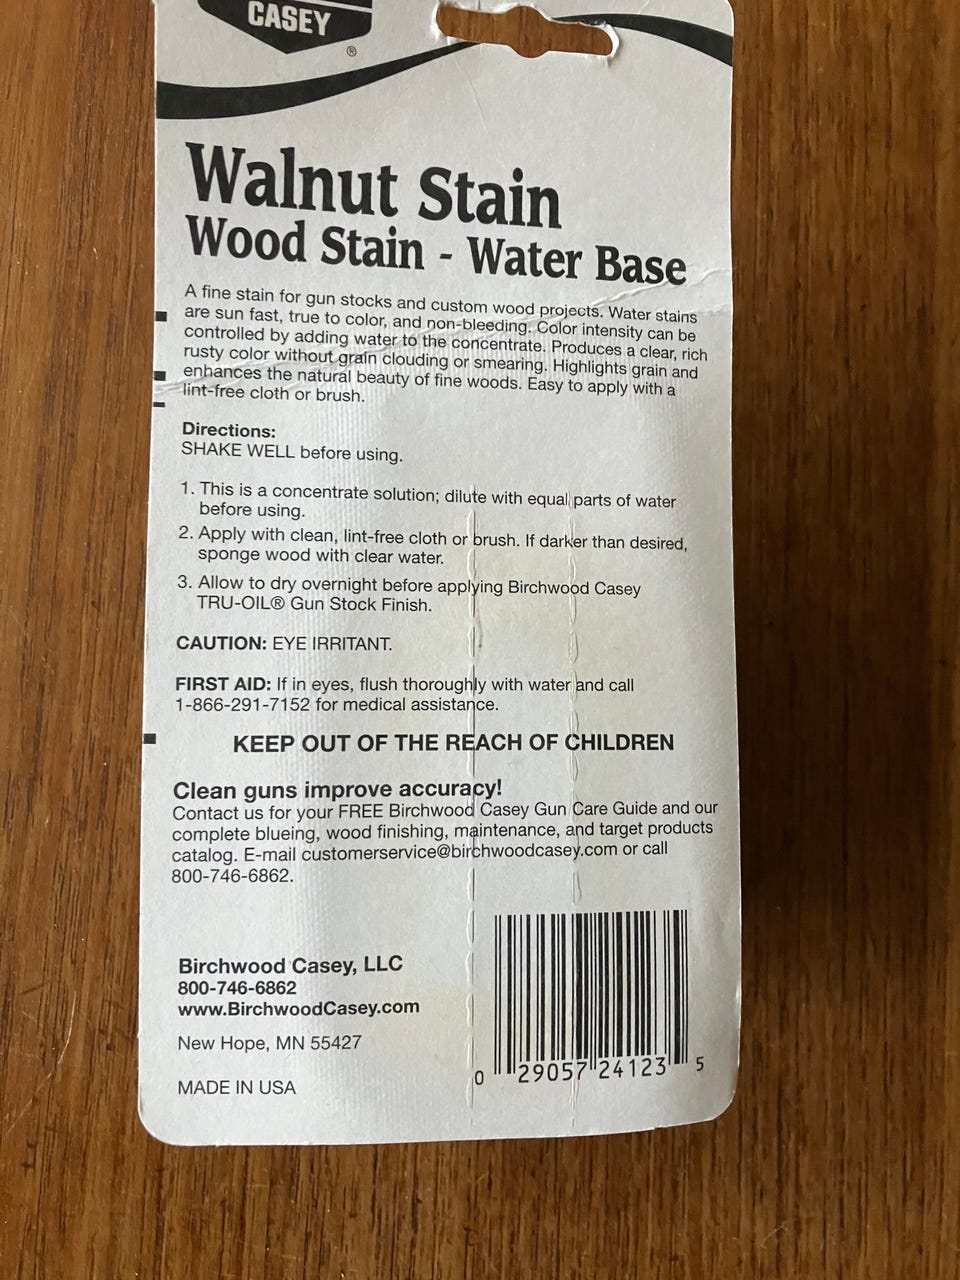 CASEY
®
Walnut Stain
Wood Stain - Water Base
A fine stain for gun stocks and custom wood projects. Water stains
are sun fast, true to color, and non-bleeding. Color intensity can be
controlled by adding water to the concentrate. Produces a clear, rich
rusty color without grain clouding or smearing. Highlights grain and
enhances the natural beauty of fine woods. Easy to apply with a
lint-free cloth or brush.
Directions:
SHAKE WELL before using.
1. This is a concentrate solution; dilute with equal parts of water
before using.
2. Apply with clean, lint-free cloth or brush. If darker than desired,
sponge wood with clear water.
3. Allow to dry overnight before applying Birchwood Casey
TRU-OIL® Gun Stock Finish.
CAUTION: EYE IRRITANT.
FIRST AID: If in eyes, flush thoroughly with water and call
1-866-291-7152 for medical assistance.
KEEP OUT OF THE REACH OF CHILDREN
Clean guns improve accuracy!
Contact us for your FREE Birchwood Casey Gun Care Guide and our
complete blueing, wood finishing, maintenance, and target products
catalog. E-mail customerservice@birchwoodcasey.com or call
800-746-6862.
Birchwood Casey, LLC
800-746-6862
www.BirchwoodCasey.com
New Hope, MN 55427
MADE IN USA
0 29057 24123 5